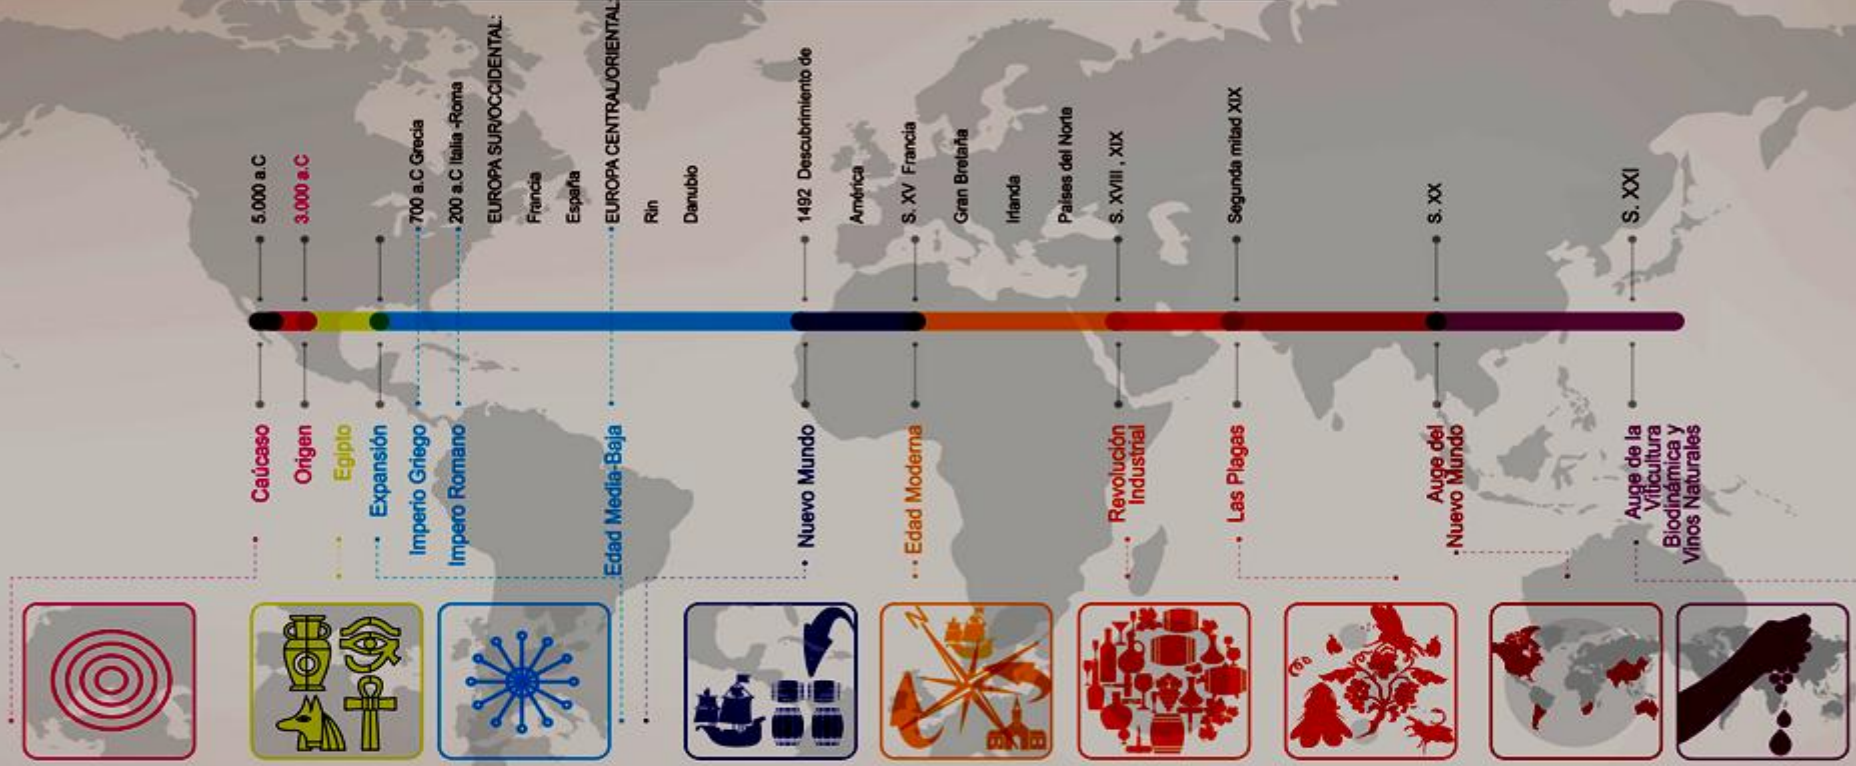 5.000 a.C
3.000 a.C
700 a.C Grecia
200 a.C Italia -Roma
EUROPA SUR/OCCIDENTAL:
Francia
España
EUROPA CENTRAL/ORIENTAL:
Rin
Danubio
1492 Descubrimiento de
América
S. XV Francia
Gran Bretaña
Irlanda
Países del Norte
S. XVIII , XIX
Segunda mitad XIX
S. XX
S. XXI
Caúcaso
Origen
Egipto
Expansión
Imperio Griego
Impero Romano
Edad Media-Baja
Nuevo Mundo
Edad Moderna
Revolución
Industrial
Las Plagas
Auge del
Nuevo Mundo
Auge de la
Viticultura
Biodinámica y
Vinos Naturales
N